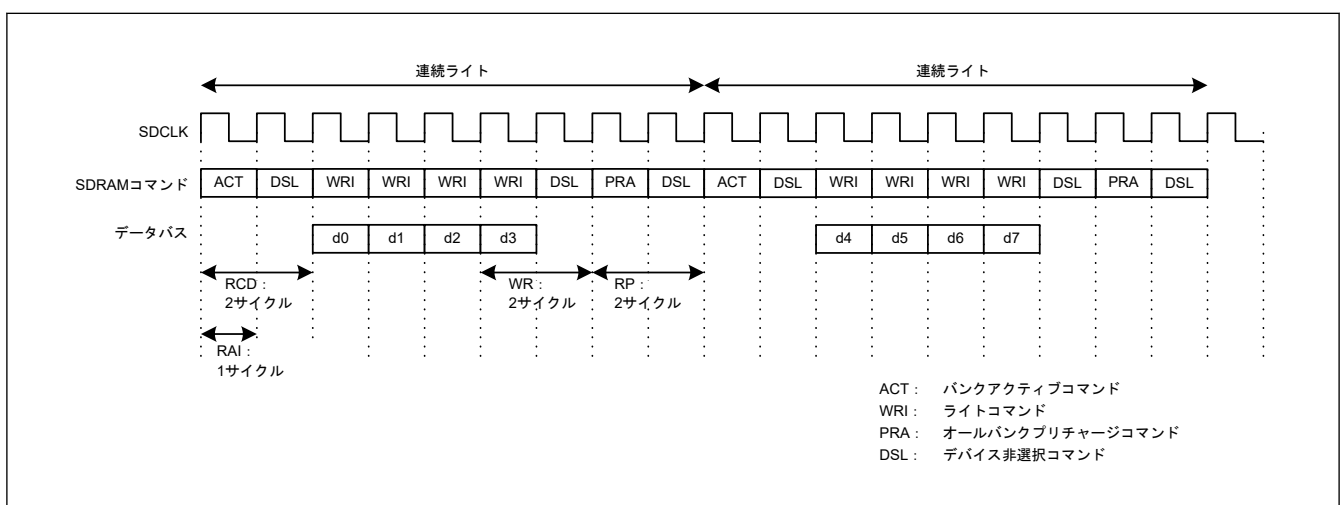 連続ライト 連続ライト
SDCLK
SDRAMコマンド ACT DSL WRI WRI WRI WRI DSL PRA DSL ACT DSL WRI WRI WRI WRI DSL PRA DSL
データバス d0 d1 d2 d3 d4 d5 d6 d7
RCD： WR： RP：
2サイクル 2サイクル 2サイクル
RAI：
1サイクル
ACT： バンクアクティブコマンド
WRI： ライトコマンド
PRA： オールバンクプリチャージコマンド
DSL： デバイス非選択コマンド